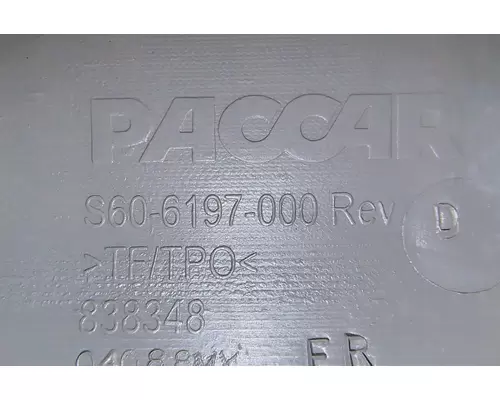 PACCAR
S60-6197-000 Rev D
>TF/TPO<
838348
F R